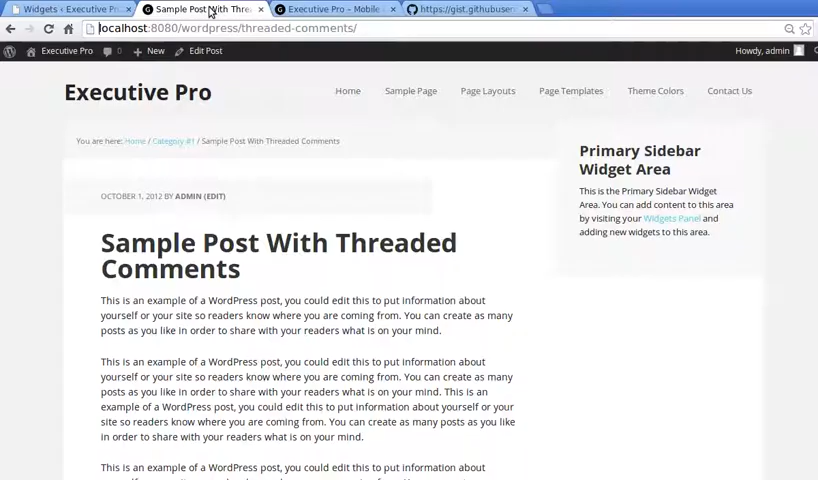 Widgets ‹ Executive Pro
Sample Post With Threa
Executive Pro – Mobile
https://gist.githubuser
localhost:8080/wordpress/threaded-comments/
Executive Pro 0 New Edit Post Howdy, admin
Executive Pro
Home Sample Page Page Layouts Page Templates Theme Colors Contact Us
You are here: Home / Category #1 / Sample Post With Threaded Comments
OCTOBER 1, 2012 BY ADMIN (EDIT)
Sample Post With Threaded
Comments
This is an example of a WordPress post, you could edit this to put information about
yourself or your site so readers know where you are coming from. You can create as many
posts as you like in order to share with your readers what is on your mind.
This is an example of a WordPress post, you could edit this to put information about
yourself or your site so readers know where you are coming from. You can create as many
posts as you like in order to share with your readers what is on your mind. This is an
example of a WordPress post, you could edit this to put information about yourself or your
site so readers know where you are coming from. You can create as many posts as you like
in order to share with your readers what is on your mind.
This is an example of a WordPress post, you could edit this to put information about
Primary Sidebar
Widget Area
This is the Primary Sidebar Widget
Area. You can add content to this area
by visiting your Widgets Panel and
adding new widgets to this area.